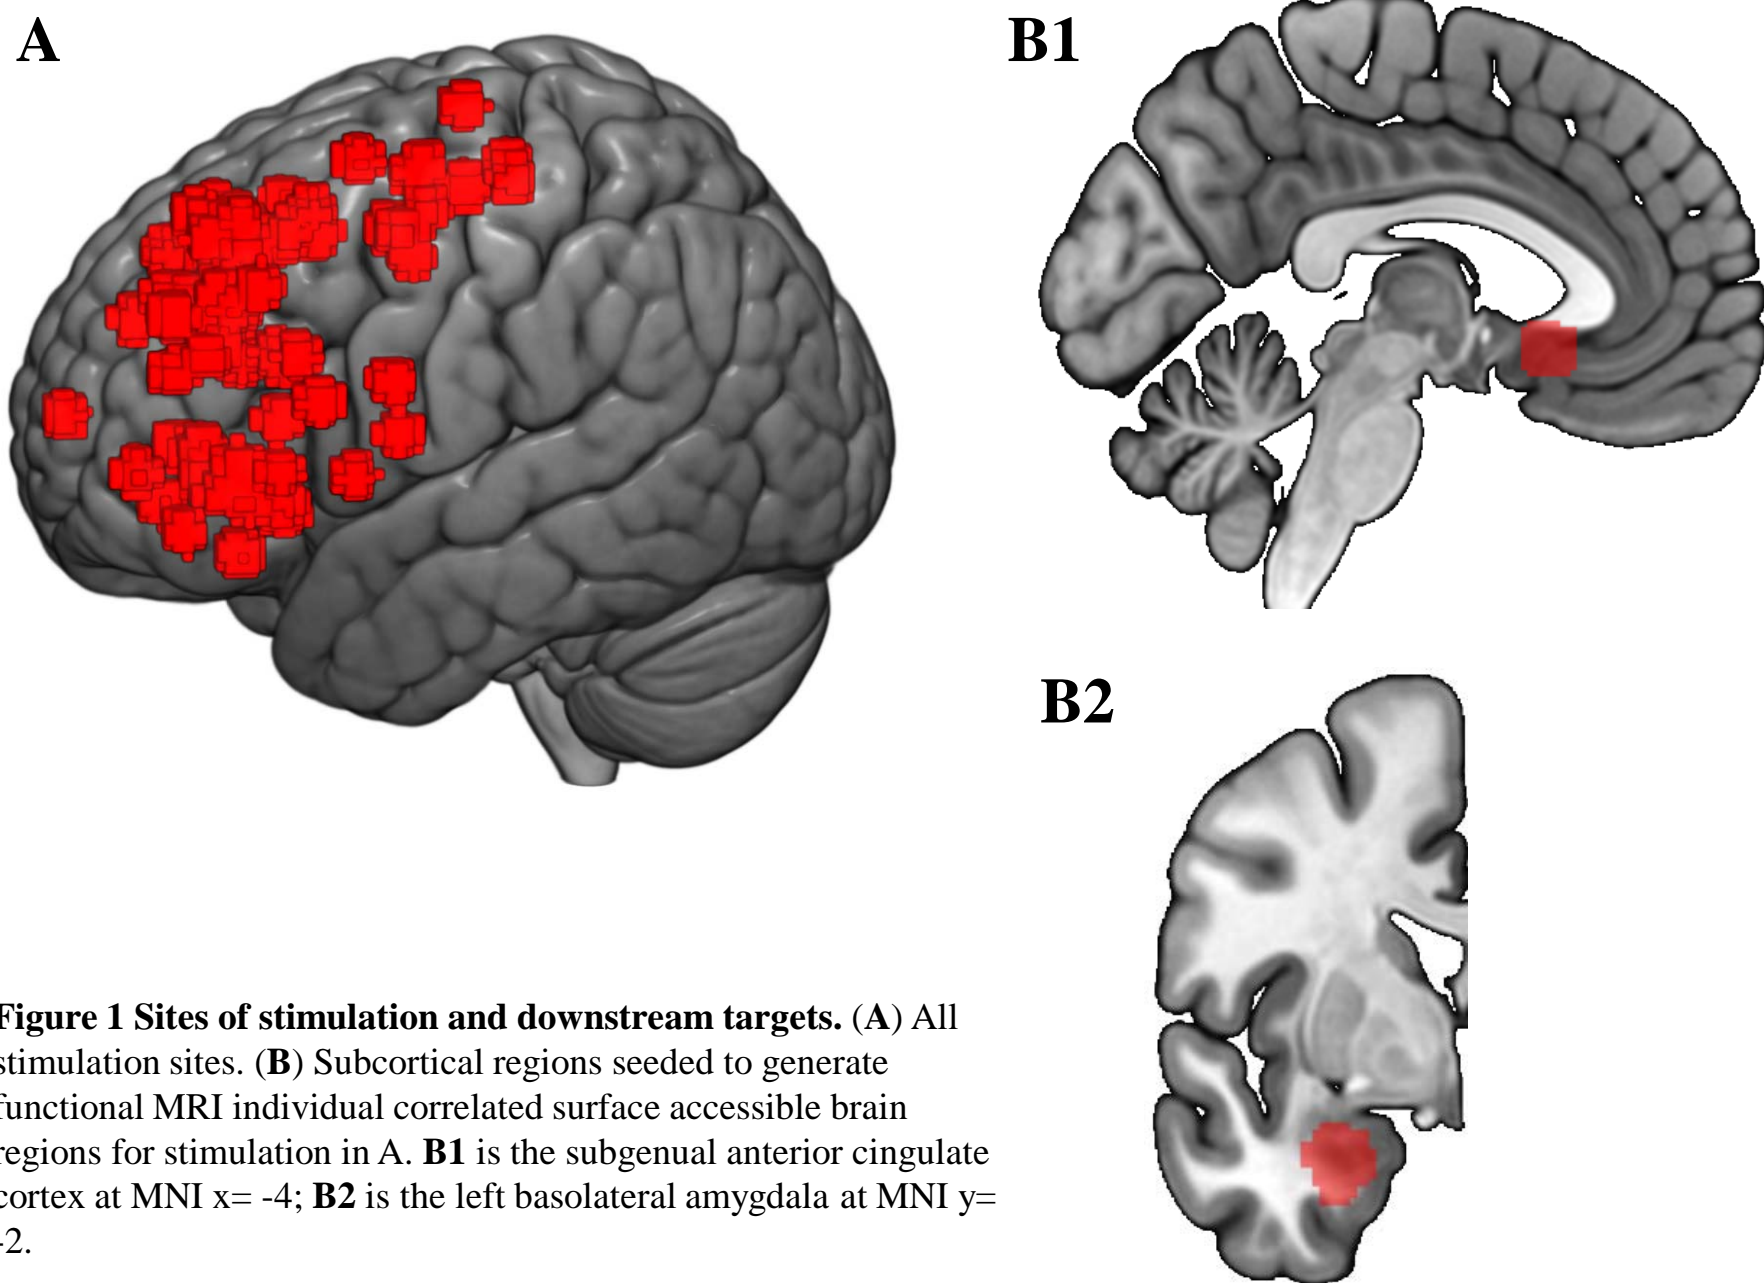 A
B1
B2
Figure 1 Sites of stimulation and downstream targets. (A) All
stimulation sites. (B) Subcortical regions seeded to generate
functional MRI individual correlated surface accessible brain
regions for stimulation in A. B1 is the subgenual anterior cingulate
cortex at MNI x= -4; B2 is the left basolateral amygdala at MNI y=
-2.